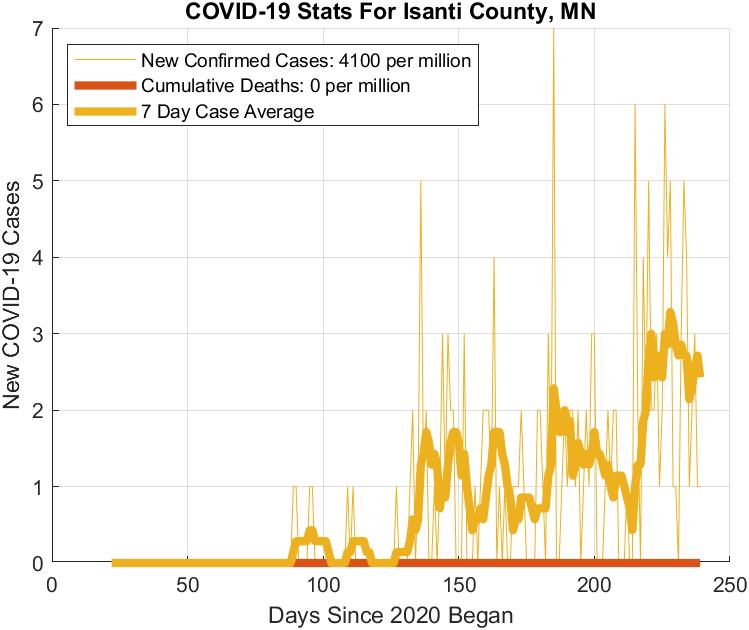 COVID-19 Stats For Isanti County, MN
New Confirmed Cases: 4100 per million
Cumulative Deaths: 0 per million
7 Day Case Average
New COVID-19 Cases
7
6
5
4
3
2
1
0
0 50 100 150 200 250
Days Since 2020 Began